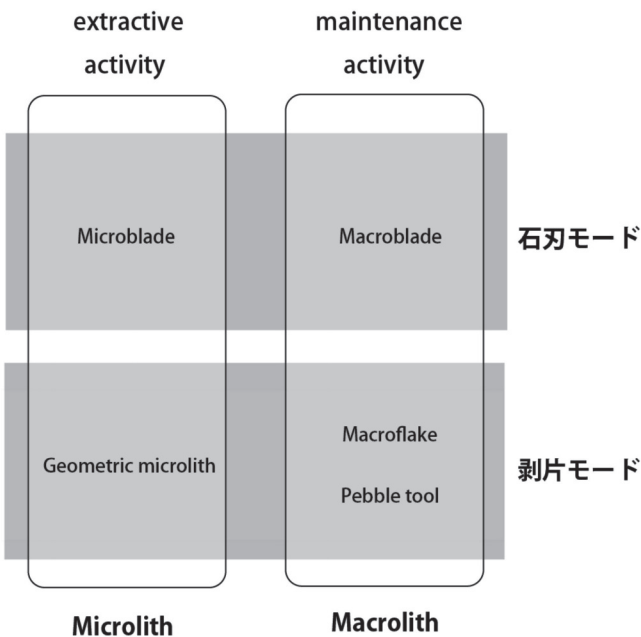 extractive
activity
maintenance
activity
Microblade
Macroblade
石刃モード
Geometric microlith
Macroflake
Pebble tool
剥片モード
Microlith
Macrolith